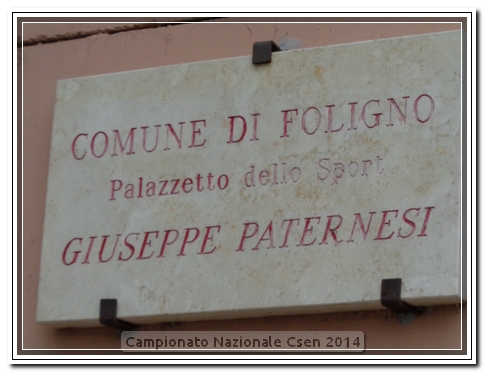 COMUNE DI FOLIGNO
Palazzetto dello Sport
GIUSEPPE PATERNESI
Campionato Nazionale Csen 2014